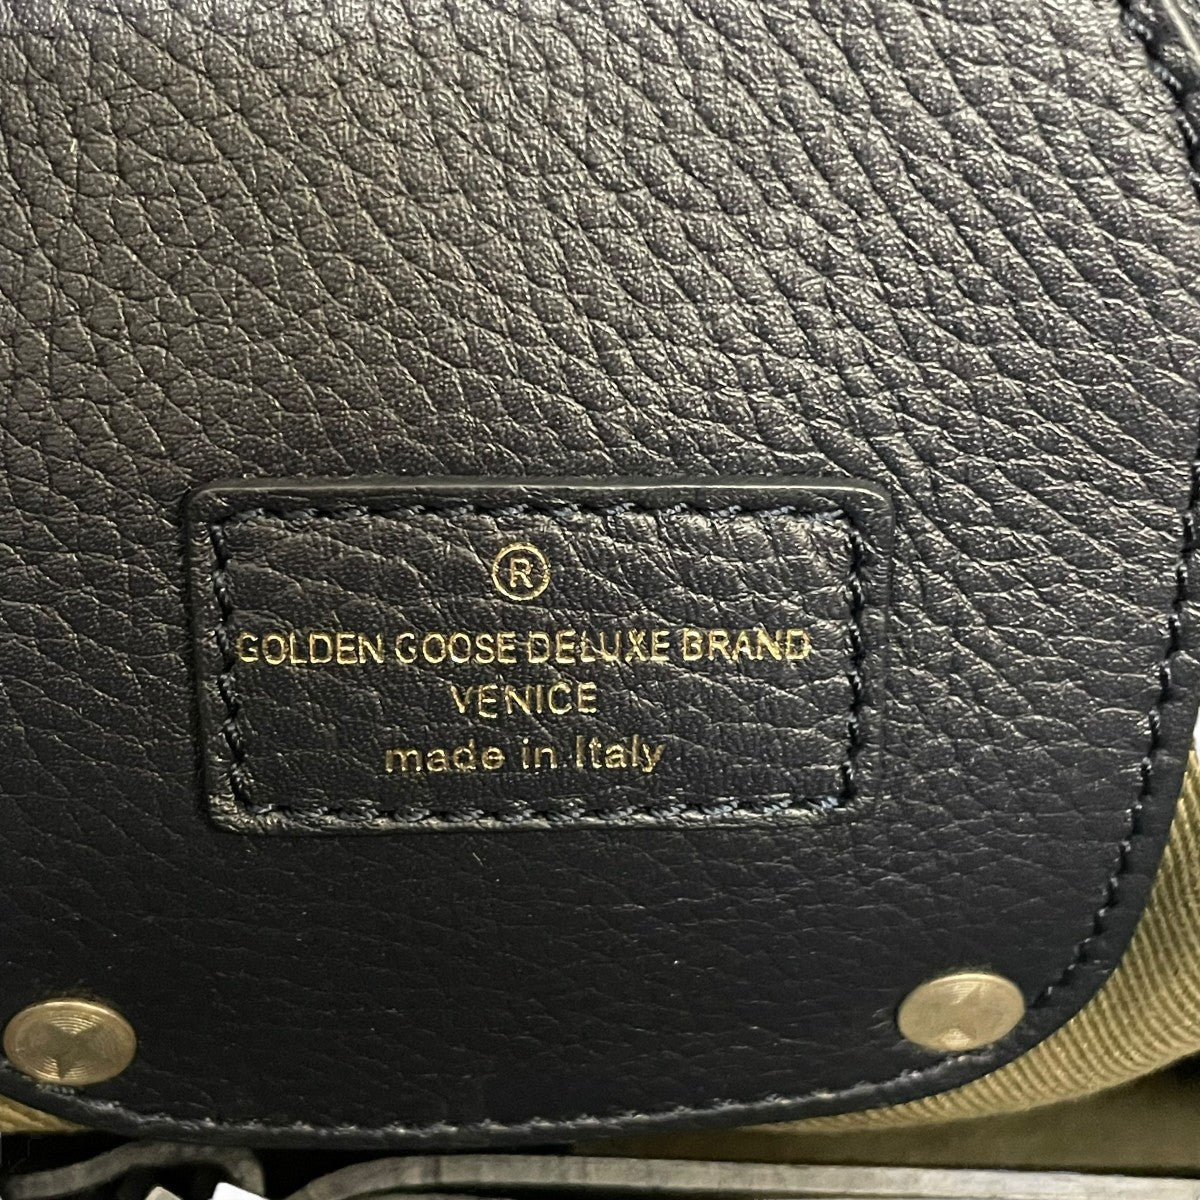 ®
GOLDEN GOOSE DELUXE BRAND
VENICE
made in Italy